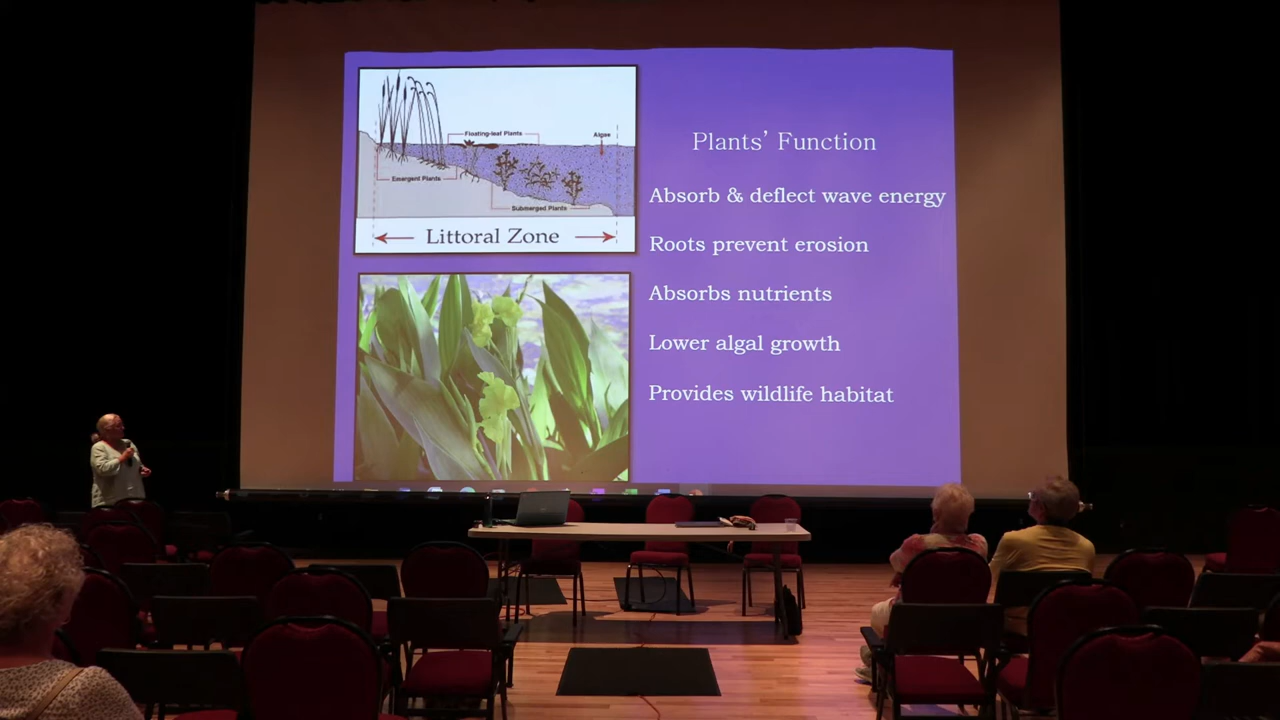 Floating-leaf Plants
Algae
Emergent Plants
Submerged Plants
Littoral Zone
Plants' Function
Absorb & deflect wave energy
Roots prevent erosion
Absorbs nutrients
Lower algal growth
Provides wildlife habitat